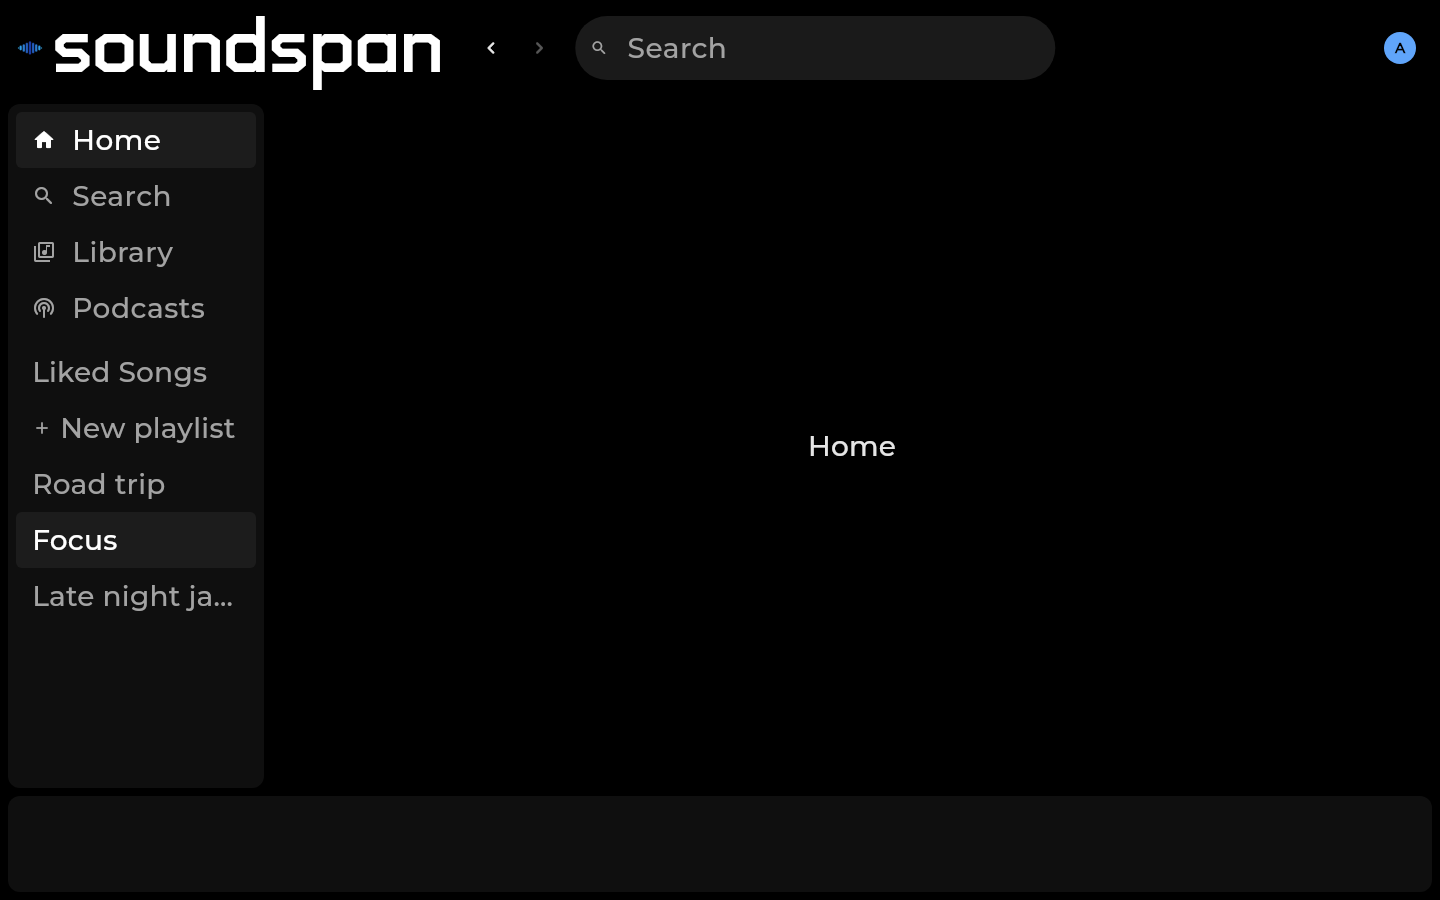 soundspan
Search
A
Home
Search
Library
Podcasts
Liked Songs
+ New playlist
Road trip
Focus
Late night ja...
Home